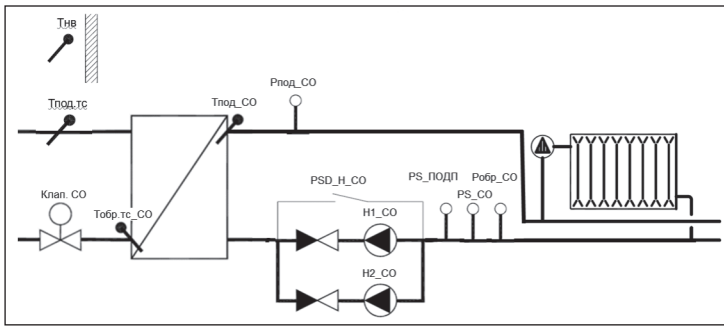 Тнв
Тпод.тс
Тпод_СО
Рпод_СО
Клап. СО
Тобр.тс_СО
PSD_Н_СО
PS_ПОДП
Робр_СО
PS_СО
Н1_СО
Н2_СО